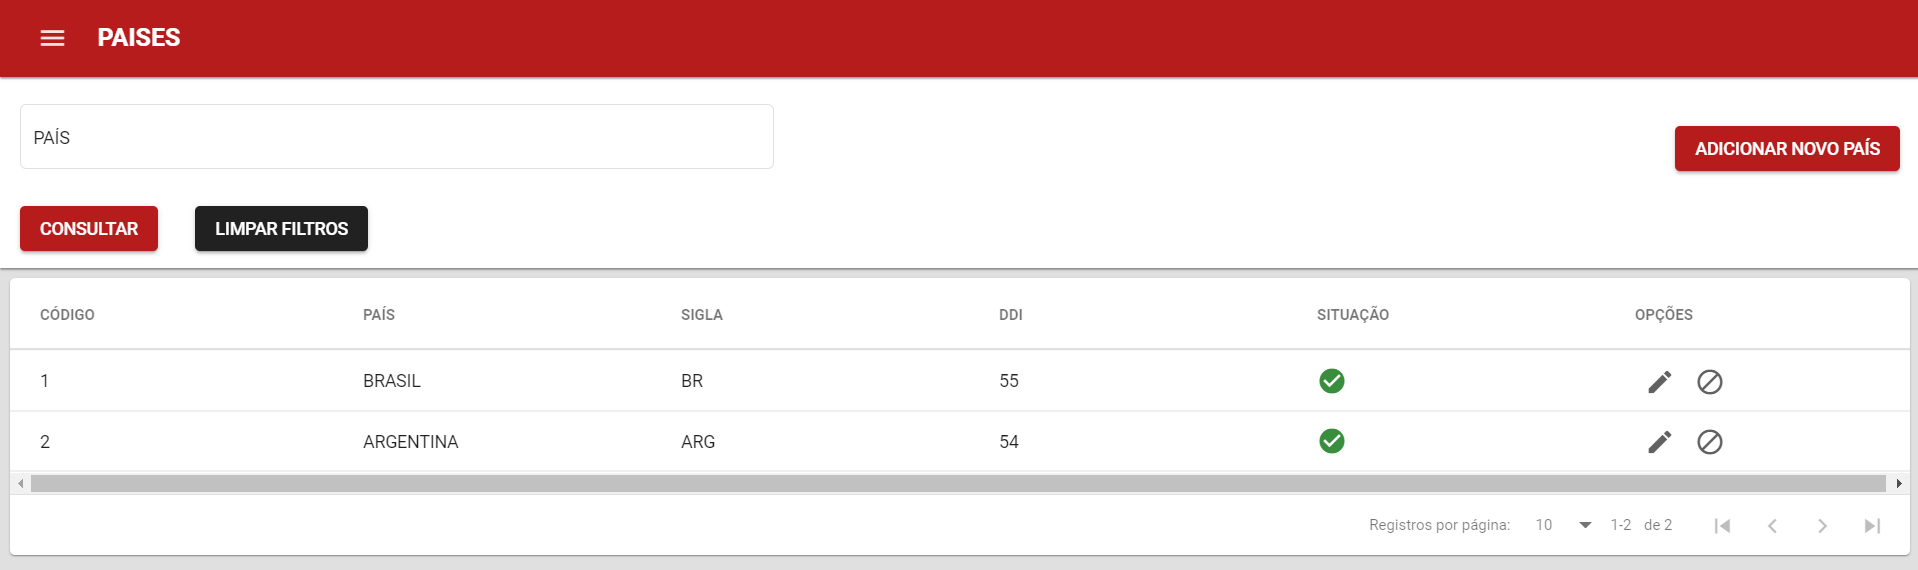 PAISES
PAÍS
ADICIONAR NOVO PAÍS
CONSULTAR LIMPAR FILTROS
CÓDIGO PAÍS SIGLA DDI SITUAÇÃO OPÇÕES
1 BRASIL BR 55
2 ARGENTINA ARG 54
Registros por página: 10 1-2 de 2